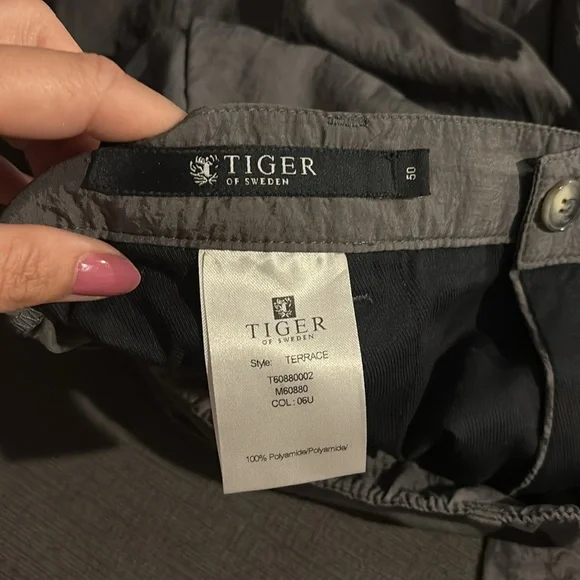 TIGER
OF SWEDEN
50
TIGER
OF SWEDEN
Style: TERRACE
T60880002
M60880
COL: 06U
100% Polyamide/Polyamide/